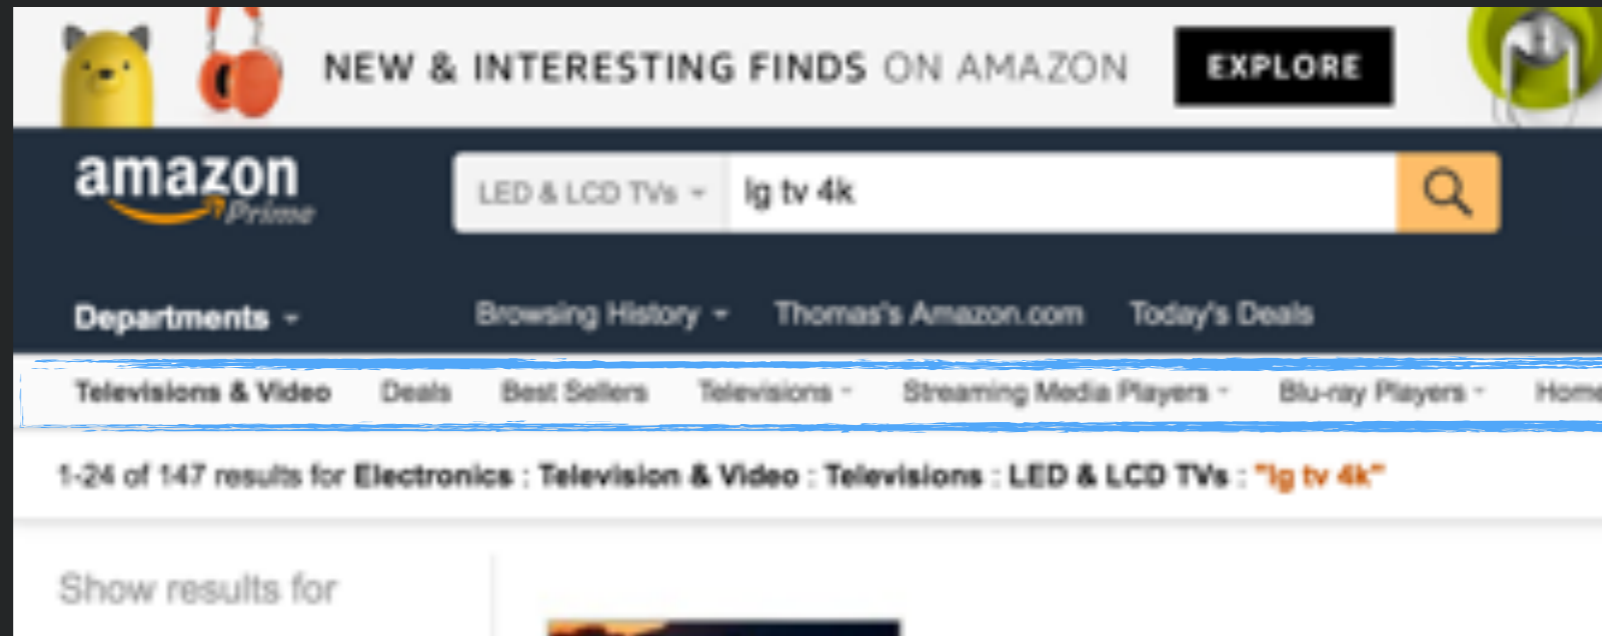 NEW & INTERESTING FINDS ON AMAZON EXPLORE
amazon Prime
LED & LCD TVs lg tv 4k
Departments Browsing History Thomas's Amazon.com Today's Deals
Televisions & Video Deals Best Sellers Televisions Streaming Media Players Blu-ray Players Home
1-24 of 147 results for Electronics : Television & Video : Televisions : LED & LCD TVs : "lg tv 4k"
Show results for